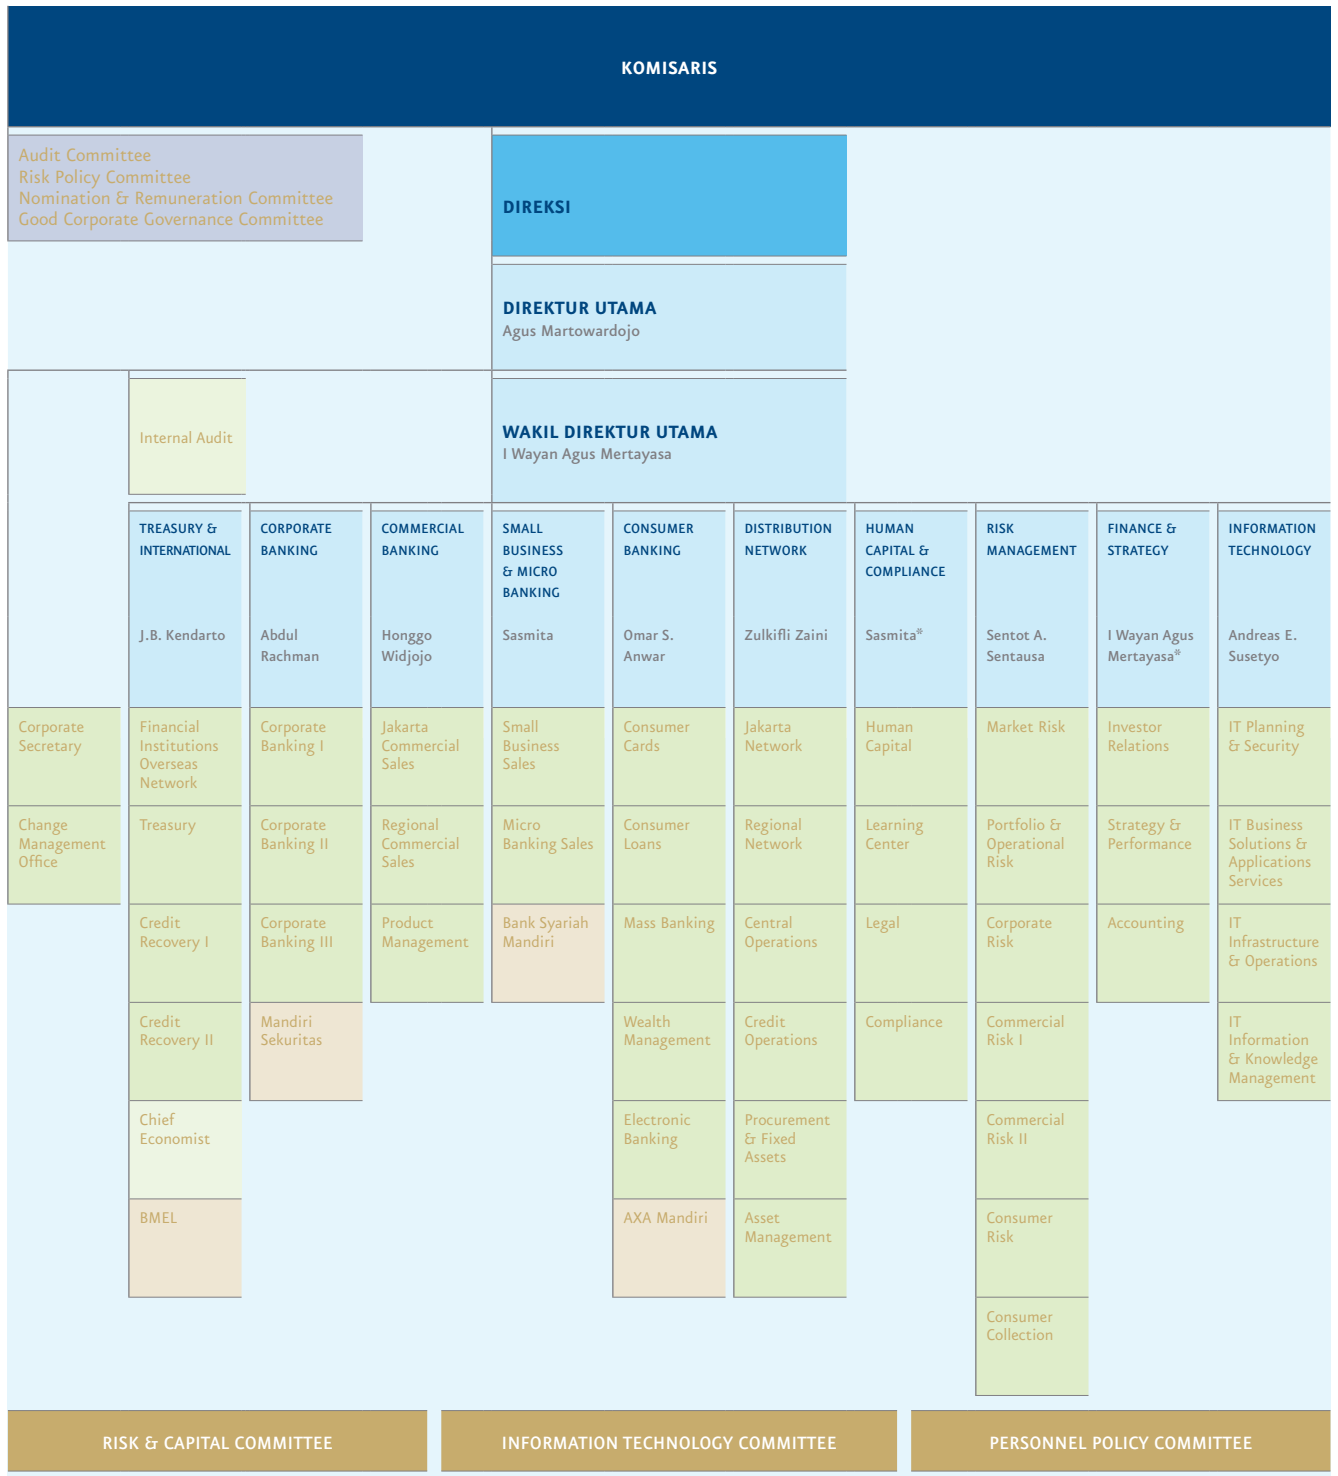 KOMISARIS
Audit Committee
Risk Policy Committee
Nomination & Remuneration Committee
Good Corporate Governance Committee
DIREKSI
DIREKTUR UTAMA
Agus Martowardojo
Internal Audit
WAKIL DIREKTUR UTAMA
I Wayan Agus Mertayasa
TREASURY &
INTERNATIONAL
J.B. Kendarto
CORPORATE
BANKING
Abdul
Rachman
COMMERCIAL
BANKING
Honggo
Widjojo
SMALL
BUSINESS
& MICRO
BANKING
Sasmita
CONSUMER
BANKING
Omar S.
Anwar
DISTRIBUTION
NETWORK
Zulkifli Zaini
HUMAN
CAPITAL &
COMPLIANCE
Sasmita*
RISK
MANAGEMENT
Sentot A.
Sentausa
FINANCE &
STRATEGY
I Wayan Agus
Mertayasa*
INFORMATION
TECHNOLOGY
Andreas E.
Susetyo
Corporate
Secretary
Change
Management
Office
Financial
Institutions
Overseas
Network
Treasury
Credit
Recovery I
Credit
Recovery II
Chief
Economist
BMEL
Corporate
Banking I
Corporate
Banking II
Corporate
Banking III
Mandiri
Sekuritas
Jakarta
Commercial
Sales
Regional
Commercial
Sales
Product
Management
Small
Business
Sales
Micro
Banking Sales
Bank Syariah
Mandiri
Consumer
Cards
Consumer
Loans
Mass Banking
Wealth
Management
Electronic
Banking
AXA Mandiri
Jakarta
Network
Regional
Network
Central
Operations
Credit
Operations
Procurement
& Fixed
Assets
Asset
Management
Human
Capital
Learning
Center
Legal
Compliance
Market Risk
Portfolio &
Operational
Risk
Corporate
Risk
Commercial
Risk I
Commercial
Risk II
Consumer
Risk
Consumer
Collection
Investor
Relations
Strategy &
Performance
Accounting
IT Planning
& Security
IT Business
Solutions &
Applications
Services
IT
Infrastructure
& Operations
IT
Information
& Knowledge
Management
RISK & CAPITAL COMMITTEE
INFORMATION TECHNOLOGY COMMITTEE
PERSONNEL POLICY COMMITTEE